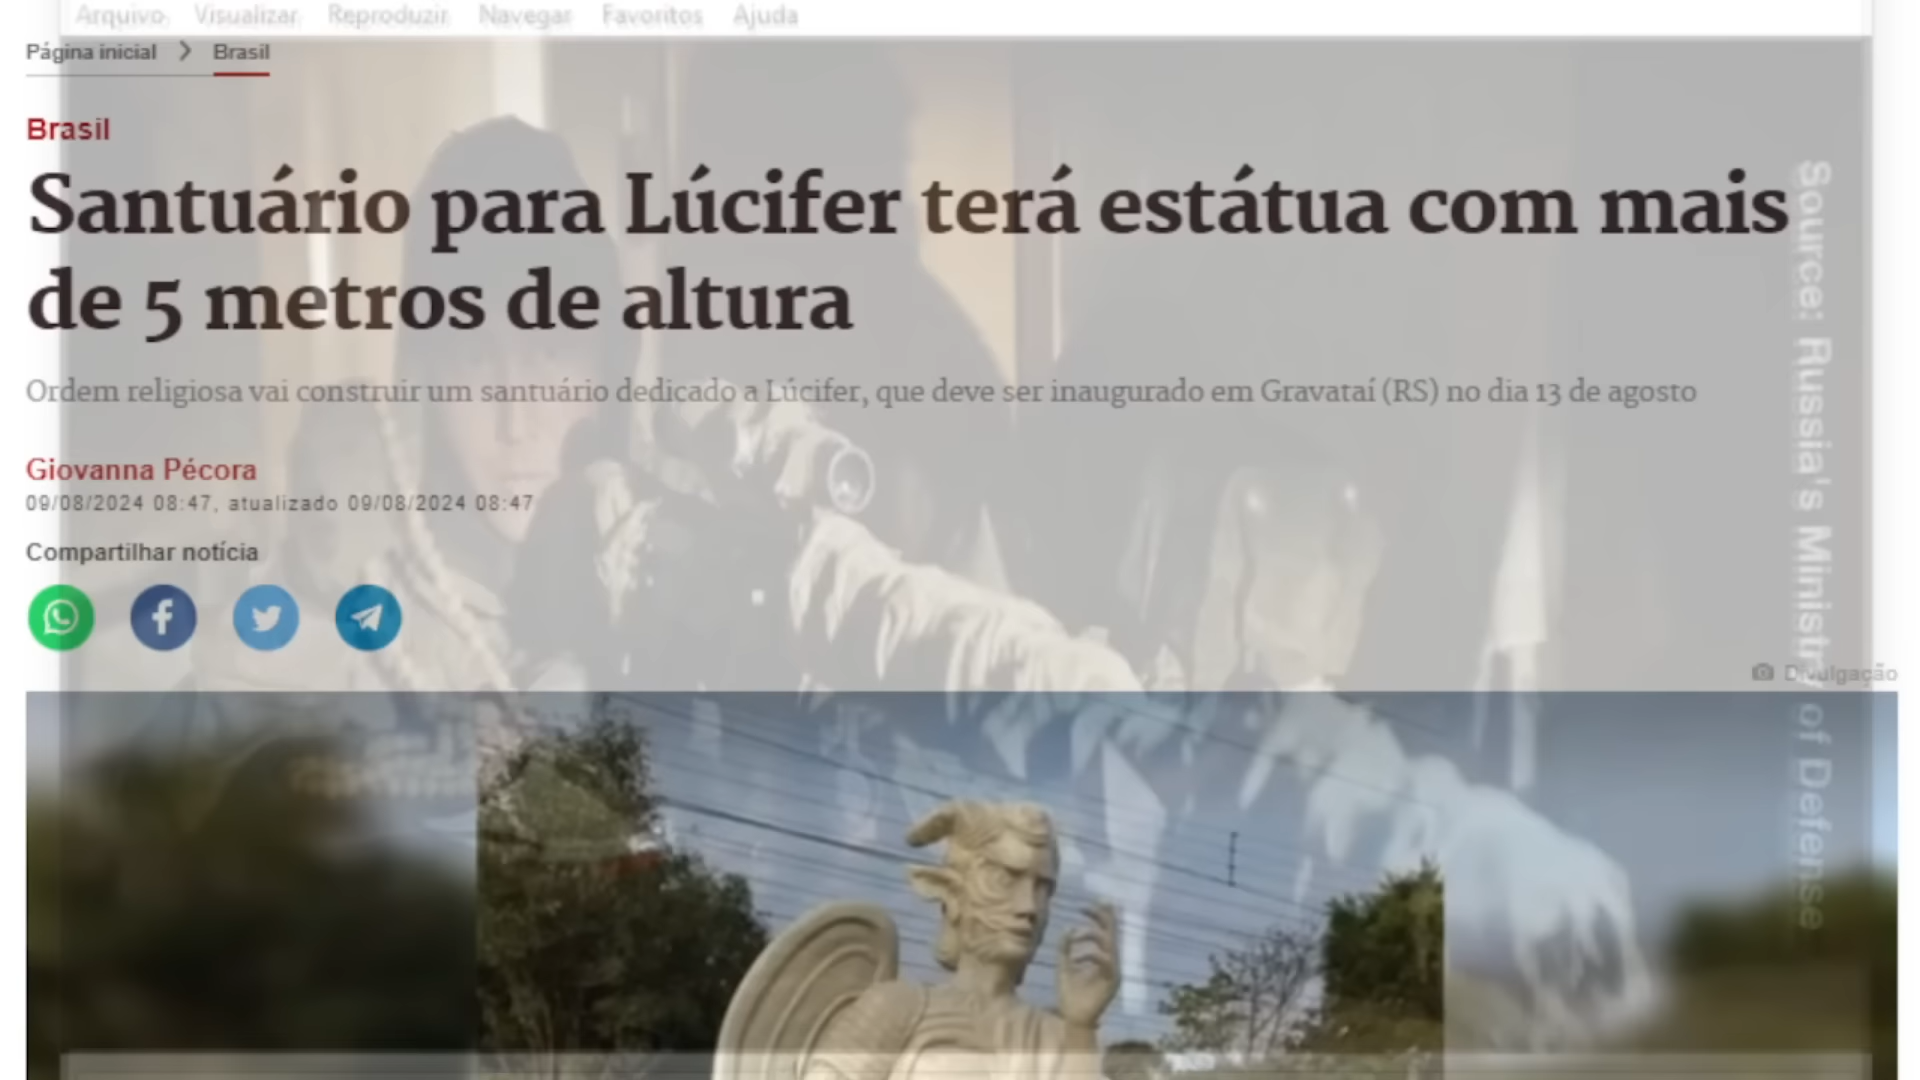 Arquivo Visualizar Reproduzir Navegar Favoritos Ajuda
Página inicial > Brasil
Brasil
Santuário para Lúcifer terá estátua com mais
de 5 metros de altura
Ordem religiosa vai construir um santuário dedicado a Lúcifer, que deve ser inaugurado em Gravataí (RS) no dia 13 de agosto
Giovanna Pécora
09/08/2024 08:47, atualizado 09/08/2024 08:47
Compartilhar notícia
Divulgação
Source: Russia's Ministry of Defense